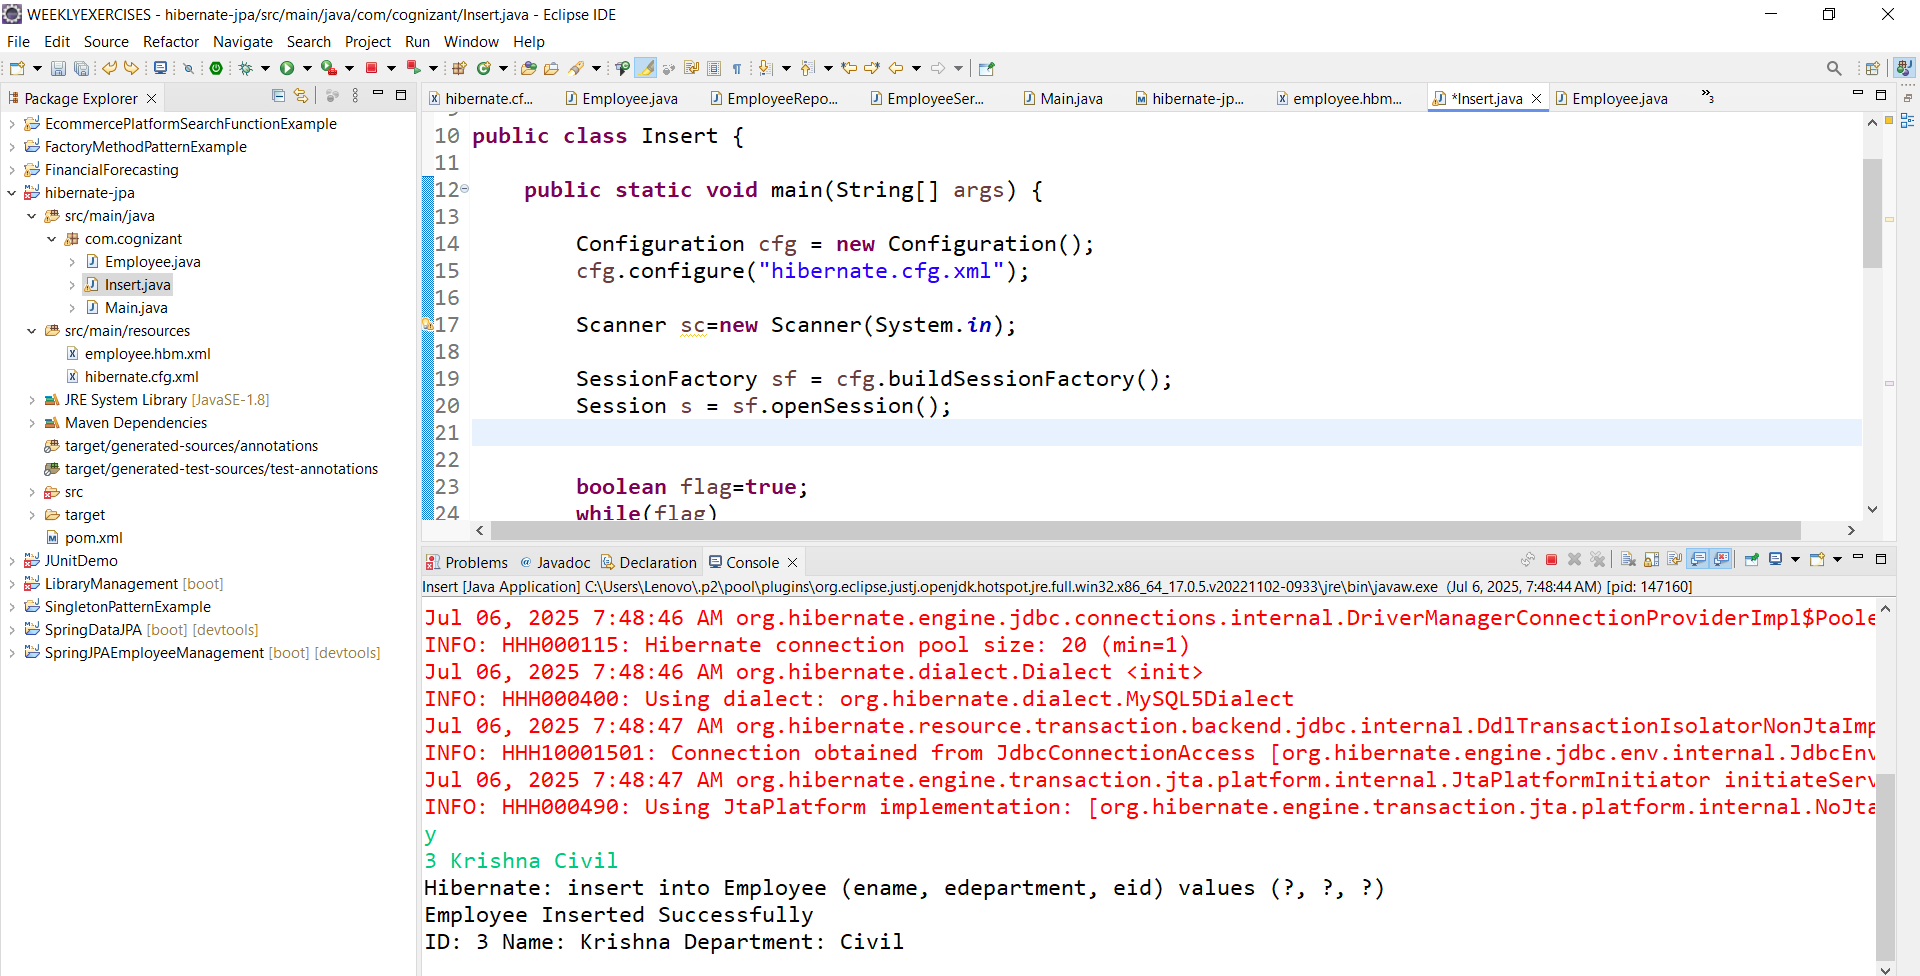 WEEKLYEXERCISES - hibernate-jpa/src/main/java/com/cognizant/Insert.java - Eclipse IDE
File Edit Source Refactor Navigate Search Project Run Window Help
Package Explorer
EcommercePlatformSearchFunctionExample
FactoryMethodPatternExample
FinancialForecasting
hibernate-jpa
src/main/java
com.cognizant
Employee.java
Insert.java
Main.java
src/main/resources
employee.hbm.xml
hibernate.cfg.xml
JRE System Library [JavaSE-1.8]
Maven Dependencies
target/generated-sources/annotations
target/generated-test-sources/test-annotations
src
target
pom.xml
JUnitDemo
LibraryManagement [boot]
SingletonPatternExample
SpringDataJPA [boot] [devtools]
SpringJPAEmployeeManagement [boot] [devtools]
hibernate.cf... Employee.java EmployeeRepo... EmployeeSer... Main.java hibernate-jp... employee.hbm... *Insert.java Employee.java »3
10 public class Insert {
11
12 public static void main(String[] args) {
13
14 Configuration cfg = new Configuration();
15 cfg.configure("hibernate.cfg.xml");
16
17 Scanner sc=new Scanner(System.in);
18
19 SessionFactory sf = cfg.buildSessionFactory();
20 Session s = sf.openSession();
21
22
23 boolean flag=true;
24 while(flag)
Problems Javadoc Declaration Console
Insert [Java Application] C:\Users\Lenovo\.p2\pool\plugins\org.eclipse.justj.openjdk.hotspot.jre.full.win32.x86_64_17.0.5.v20221102-0933\jre\bin\javaw.exe (Jul 6, 2025, 7:48:44 AM) [pid: 147160]
Jul 06, 2025 7:48:46 AM org.hibernate.engine.jdbc.connections.internal.DriverManagerConnectionProviderImpl$Poole
INFO: HHH000115: Hibernate connection pool size: 20 (min=1)
Jul 06, 2025 7:48:46 AM org.hibernate.dialect.Dialect <init>
INFO: HHH000400: Using dialect: org.hibernate.dialect.MySQL5Dialect
Jul 06, 2025 7:48:47 AM org.hibernate.resource.transaction.backend.jdbc.internal.DdlTransactionIsolatorNonJtaImp
INFO: HHH10001501: Connection obtained from JdbcConnectionAccess [org.hibernate.engine.jdbc.env.internal.JdbcEnv
Jul 06, 2025 7:48:47 AM org.hibernate.engine.transaction.jta.platform.internal.JtaPlatformInitiator initiateServ
INFO: HHH000490: Using JtaPlatform implementation: [org.hibernate.engine.transaction.jta.platform.internal.NoJta
y
3 Krishna Civil
Hibernate: insert into Employee (ename, edepartment, eid) values (?, ?, ?)
Employee Inserted Successfully
ID: 3 Name: Krishna Department: Civil